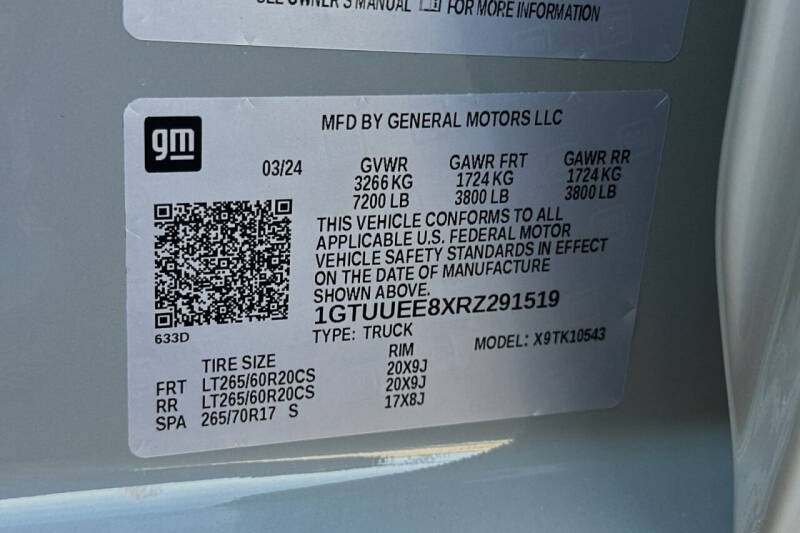 SEE OWNER'S MANUAL FOR MORE INFORMATION
gm
MFD BY GENERAL MOTORS LLC
03/24 GVWR GAWR FRT GAWR RR
3266 KG 1724 KG 1724 KG
7200 LB 3800 LB 3800 LB
THIS VEHICLE CONFORMS TO ALL
APPLICABLE U.S. FEDERAL MOTOR
VEHICLE SAFETY STANDARDS IN EFFECT
ON THE DATE OF MANUFACTURE
SHOWN ABOVE.
1GTUUEE8XRZ291519
TYPE: TRUCK MODEL: X9TK10543
633D
TIRE SIZE RIM
FRT LT265/60R20CS 20X9J
RR LT265/60R20CS 20X9J
SPA 265/70R17 S 17X8J